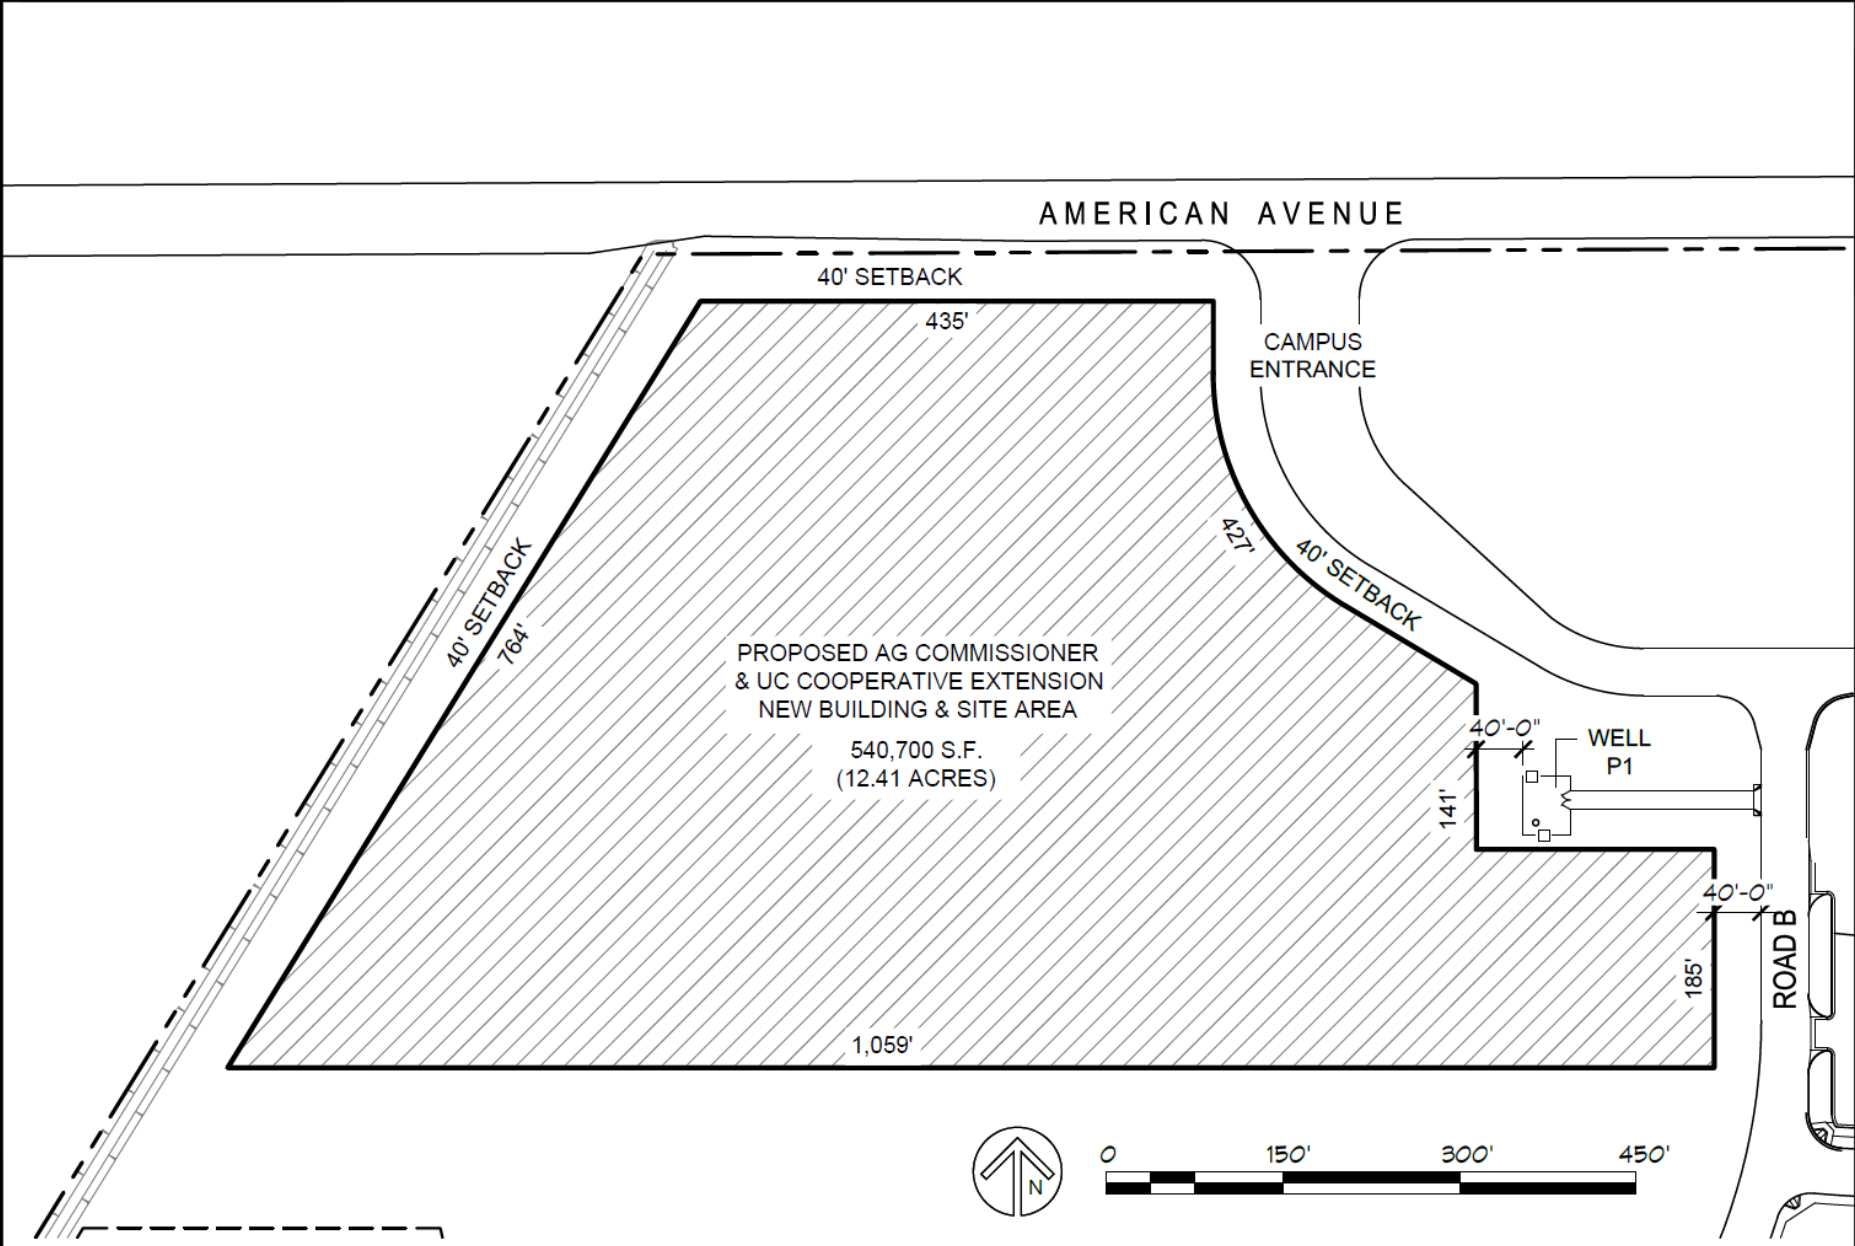 AMERICAN AVENUE
40' SETBACK
435'
CAMPUS
ENTRANCE
427'
40' SETBACK
40' SETBACK
764'
PROPOSED AG COMMISSIONER
& UC COOPERATIVE EXTENSION
NEW BUILDING & SITE AREA
540,700 S.F.
(12.41 ACRES)
40'-0"
WELL
P1
141'
40'-0"
ROAD B
185'
1,059'
N
0 150' 300' 450'